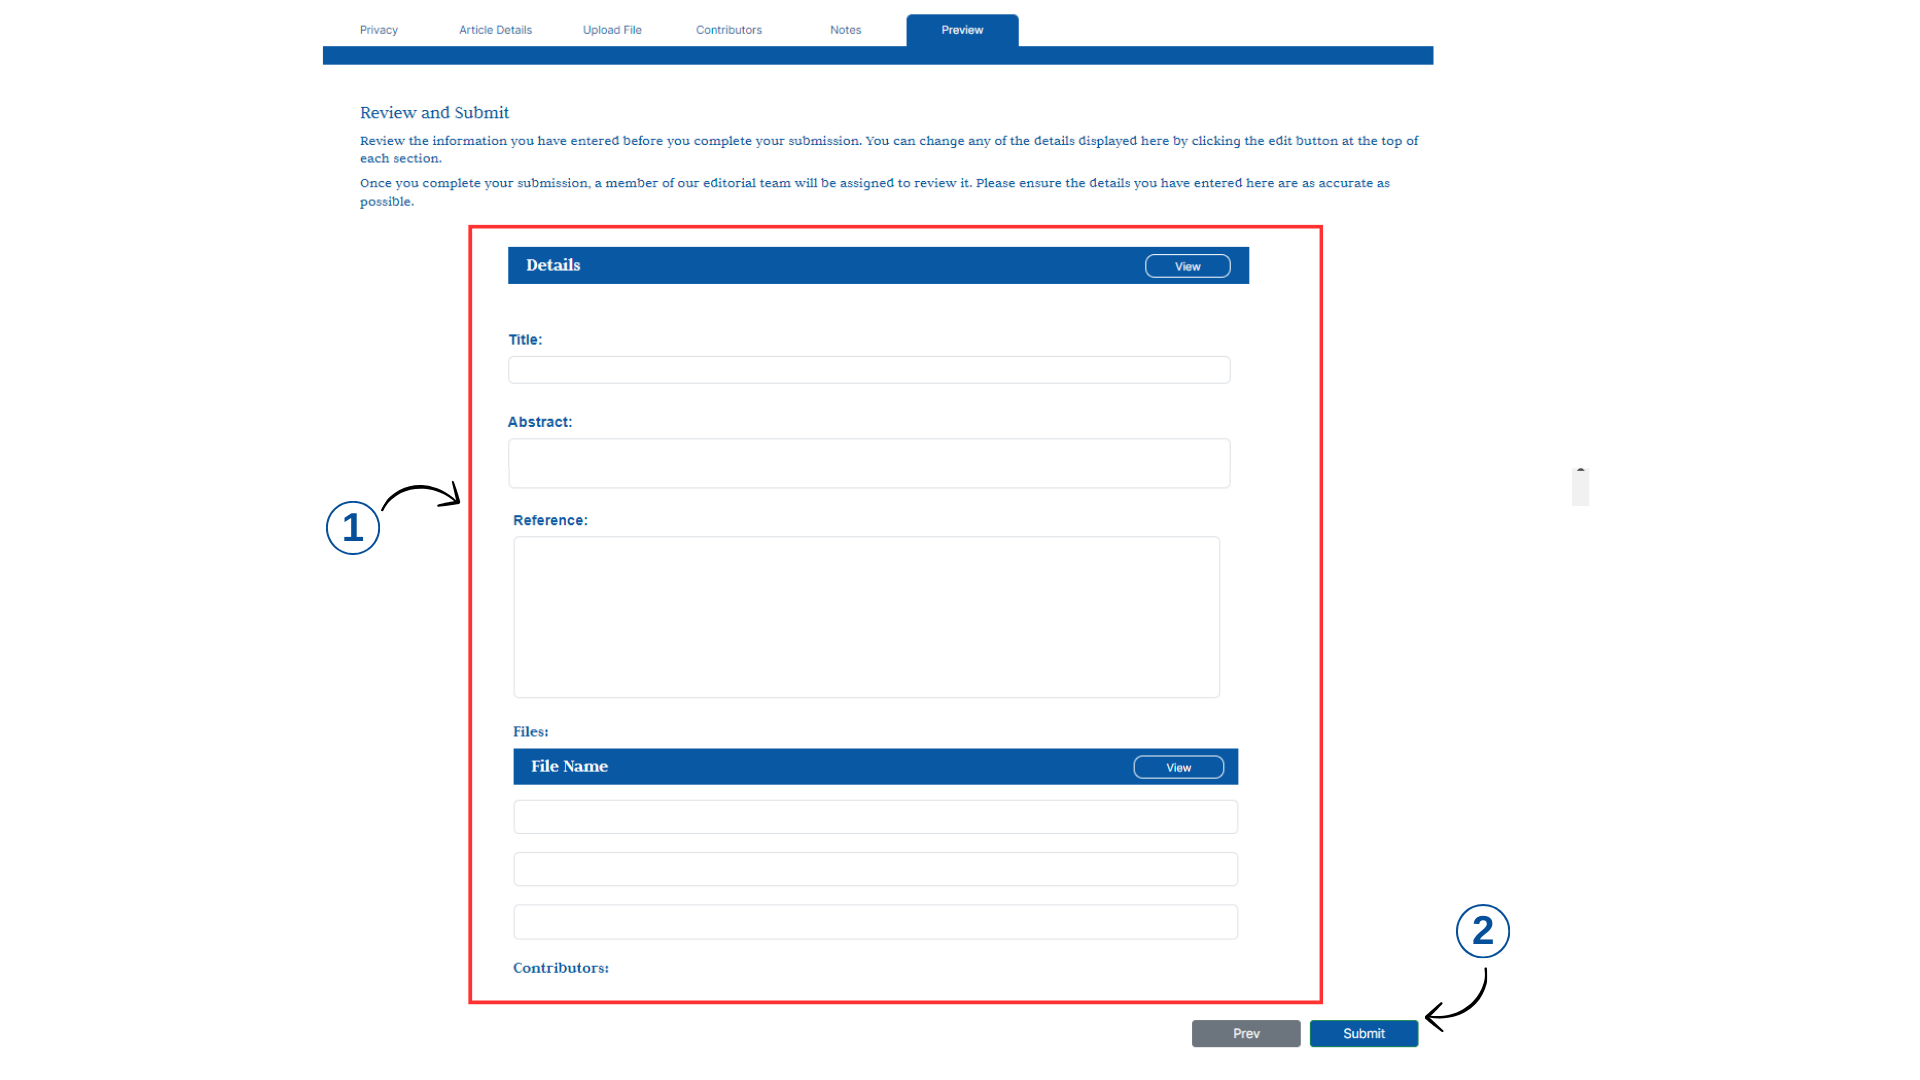 Privacy
Article Details
Upload File
Contributors
Notes
Preview
Review and Submit
Review the information you have entered before you complete your submission. You can change any of the details displayed here by clicking the edit button at the top of
each section.
Once you complete your submission, a member of our editorial team will be assigned to review it. Please ensure the details you have entered here are as accurate as
possible.
Details
View
Title:
Abstract:
1
Reference:
Files:
File Name
View
Contributors:
2
Prev
Submit